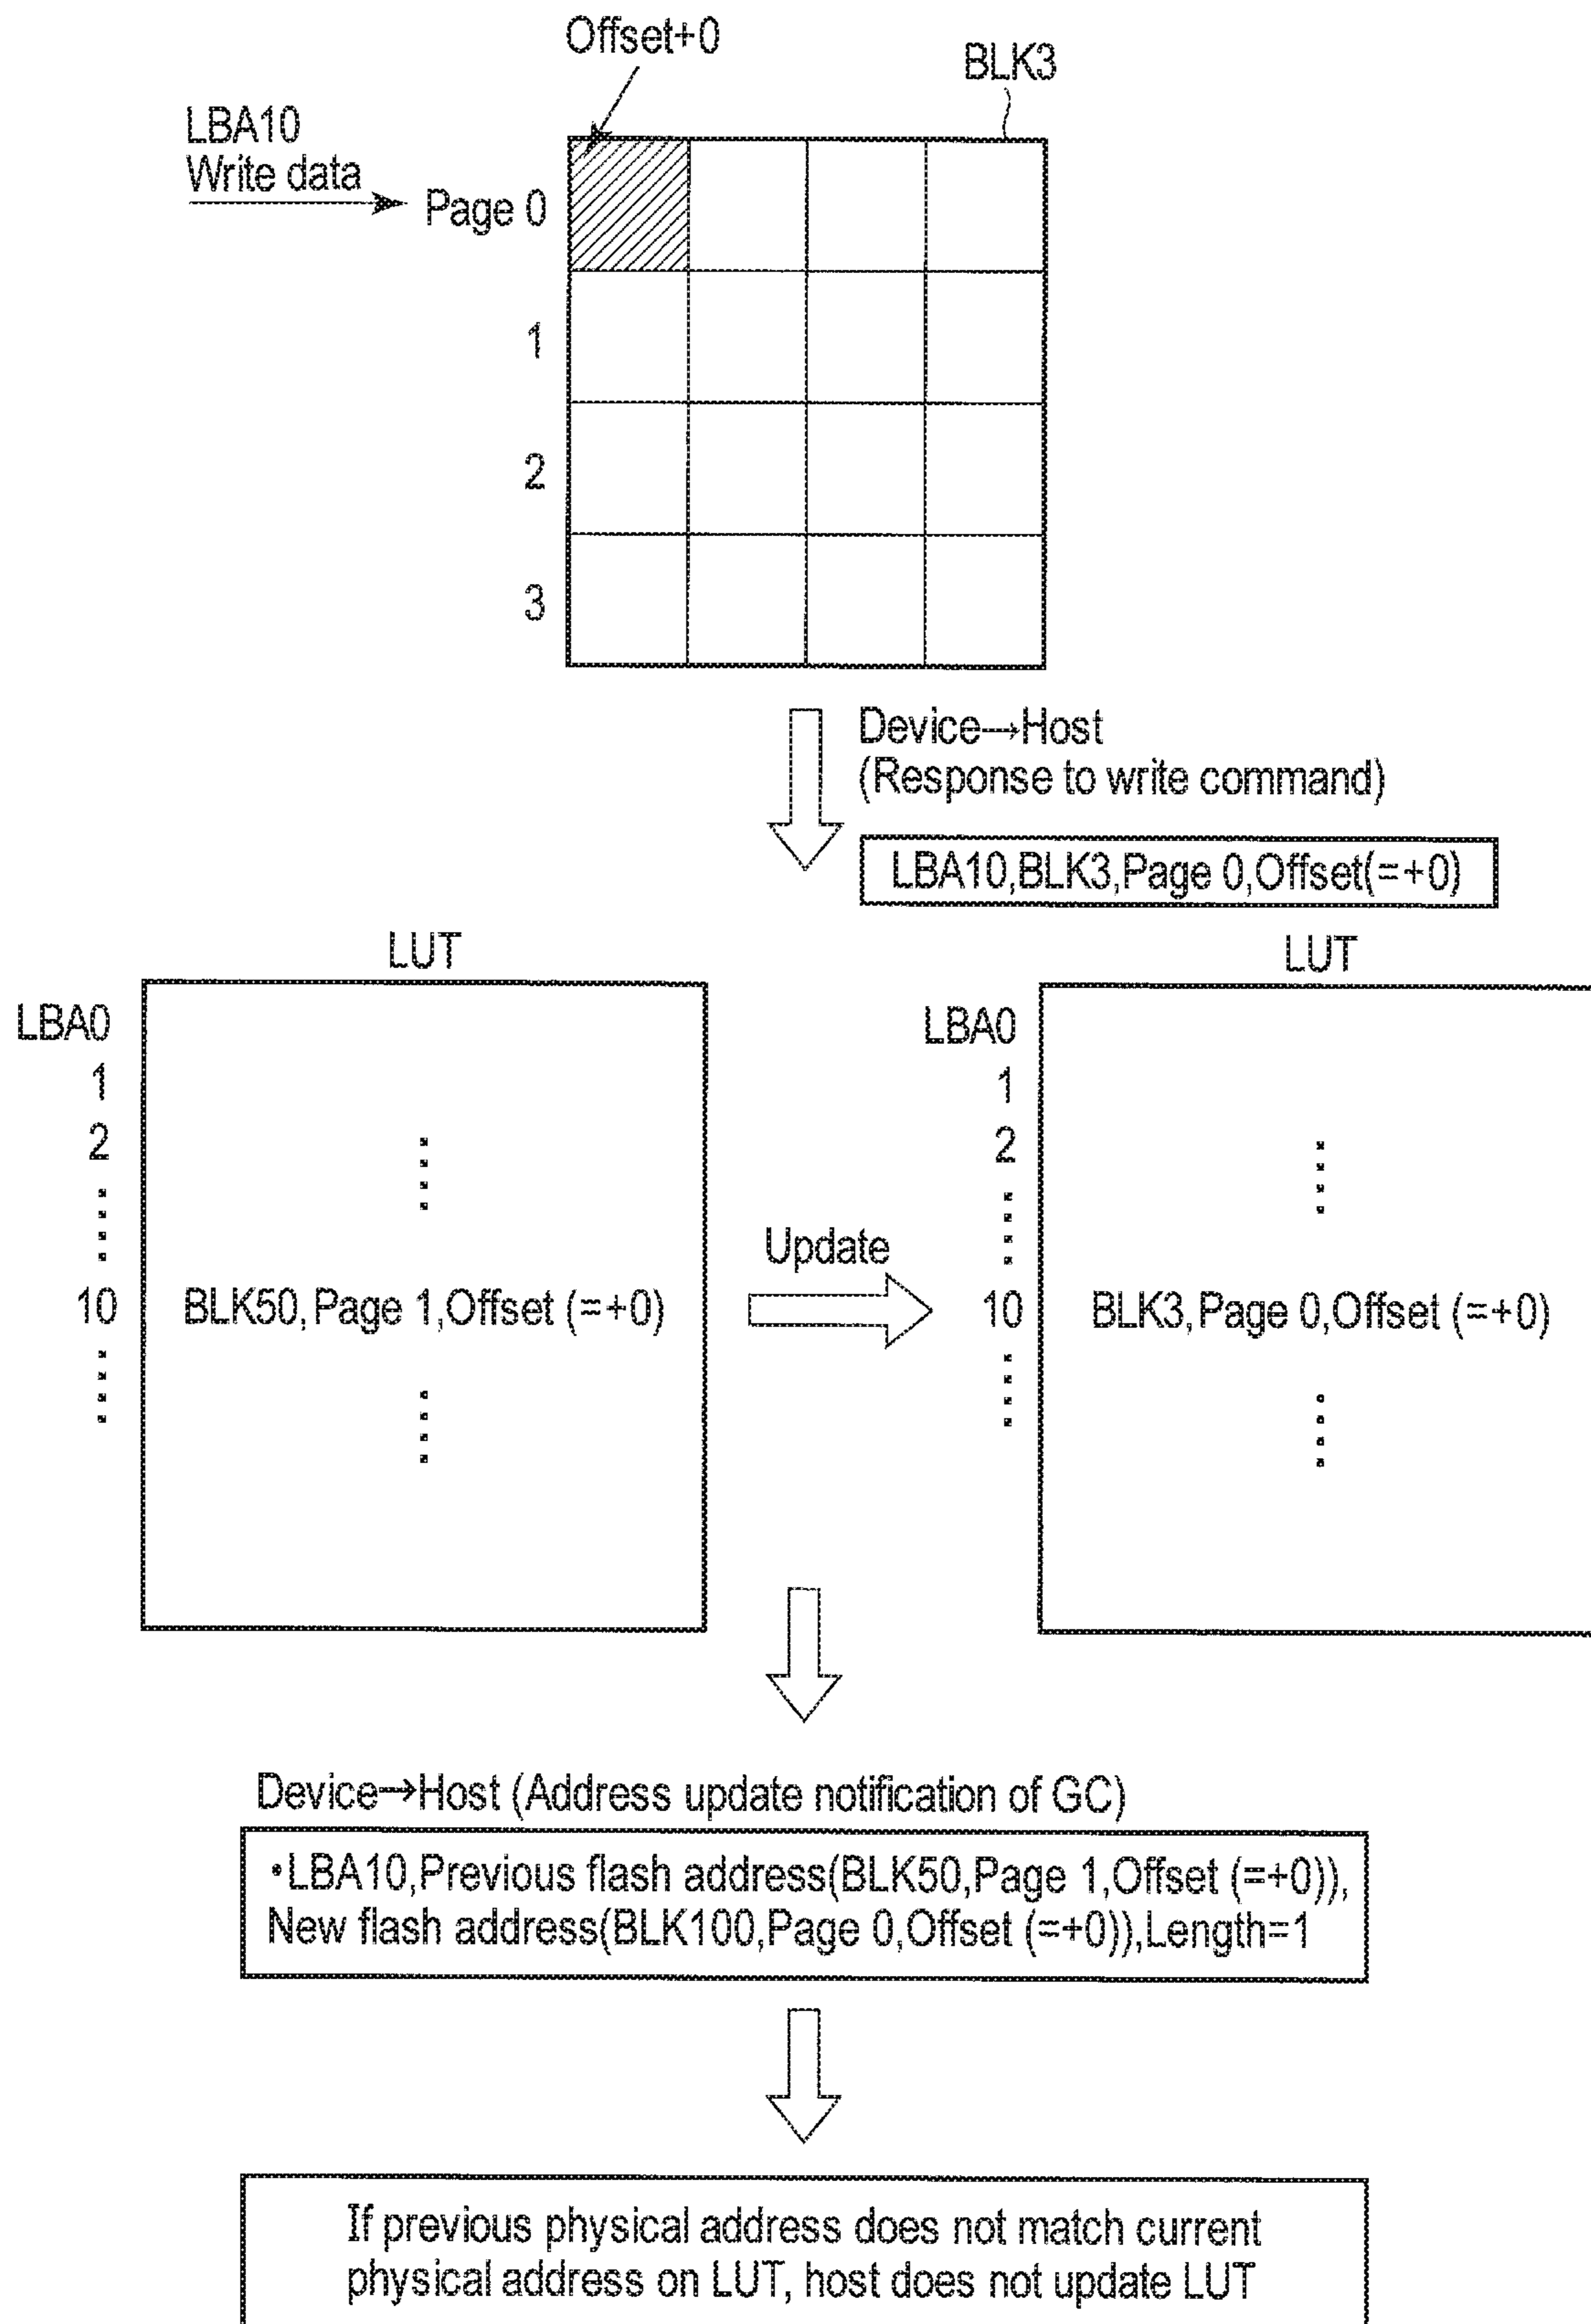 Offset+0
BLK3
LBA10
Write data
Page 0
1
2
3
Device→Host
(Response to write command)
LBA10,BLK3,Page 0,Offset(=+0)
LUT
LBA0
1
2
10
BLK50,Page 1,Offset (=+0)
Update
LUT
LBA0
1
2
10
BLK3,Page 0,Offset (=+0)
Device→Host (Address update notification of GC)
•LBA10,Previous flash address(BLK50,Page 1,Offset (=+0)),
New flash address(BLK100,Page 0,Offset (=+0)),Length=1
If previous physical address does not match current
physical address on LUT, host does not update LUT